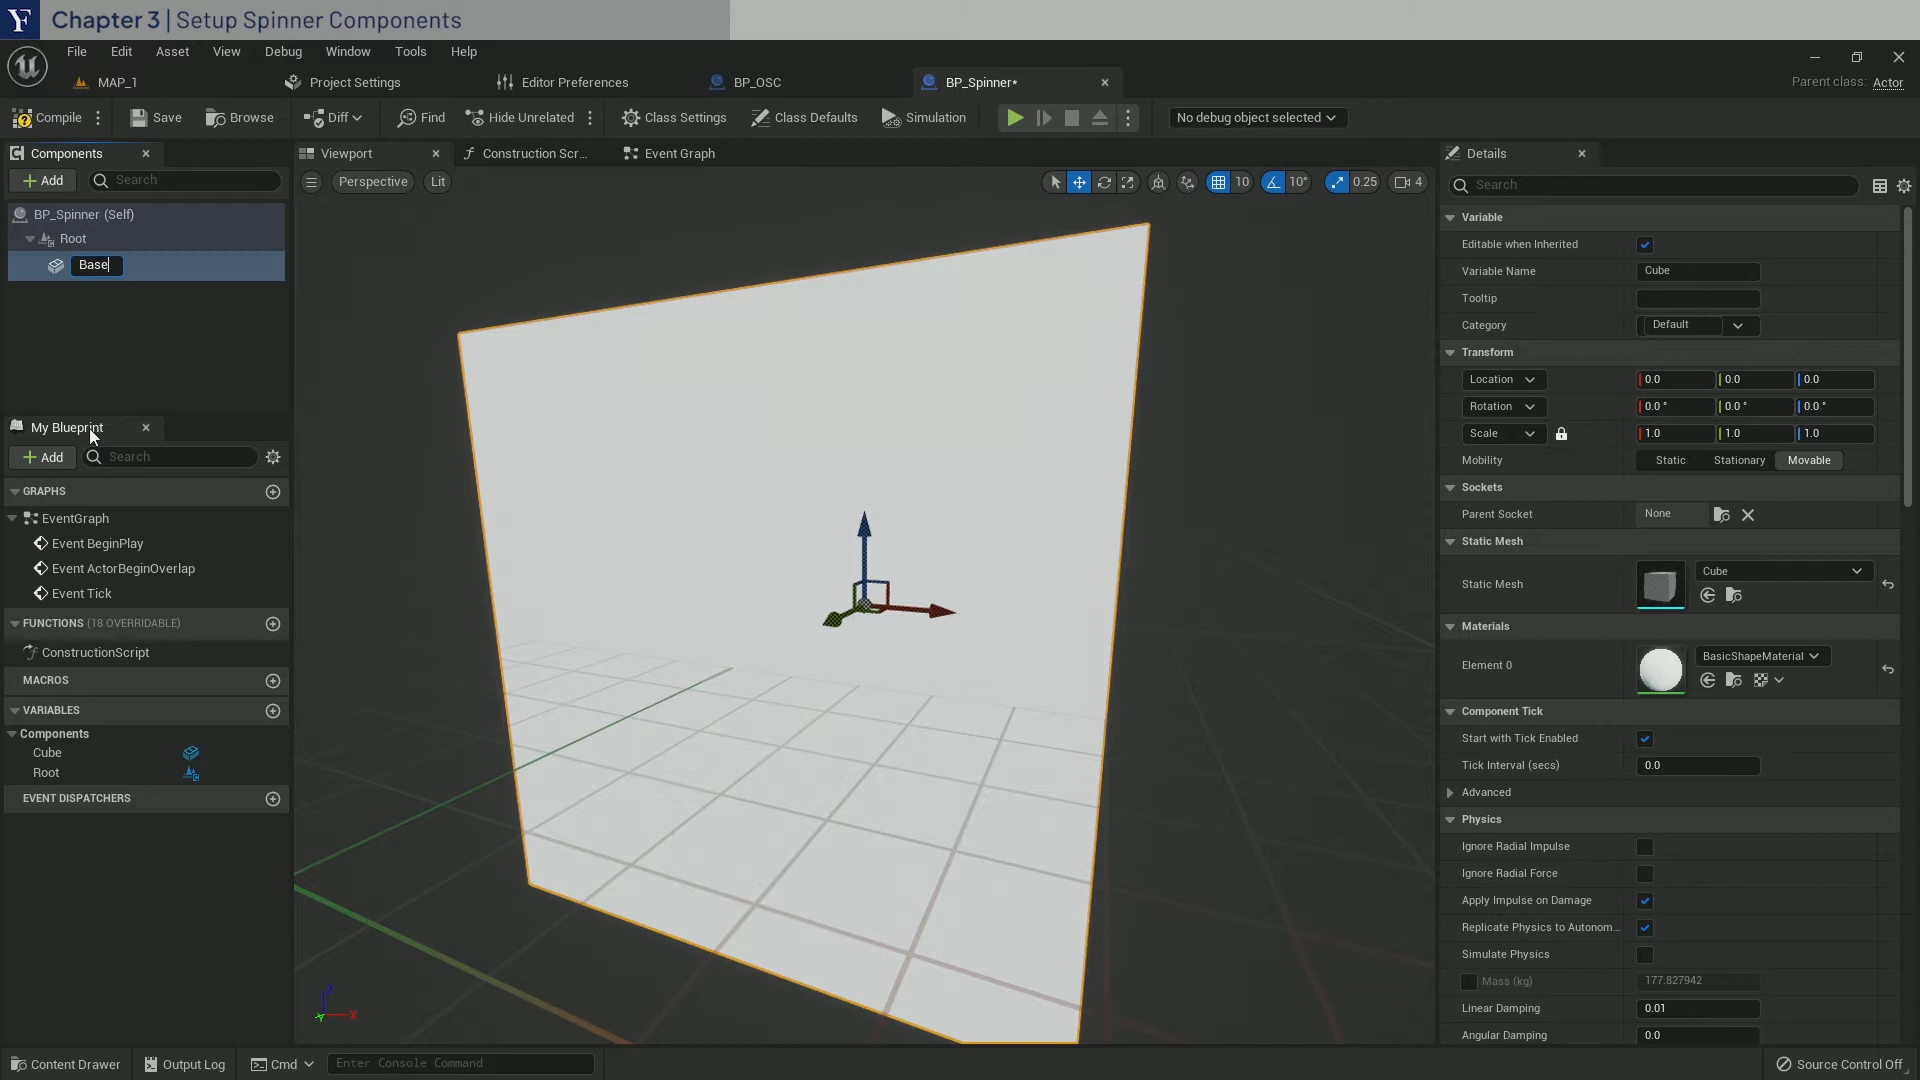 Chapter 3 | Setup Spinner Components
File Edit Asset View Debug Window Tools Help
MAP_1 Project Settings Editor Preferences BP_OSC BP_Spinner*
Parent class: Actor
Compile Save Browse Diff Find Hide Unrelated Class Settings Class Defaults Simulation No debug object selected
Components
Add Search
BP_Spinner (Self)
Root
Base
My Blueprint
Add Search
GRAPHS
EventGraph
Event BeginPlay
Event ActorBeginOverlap
Event Tick
FUNCTIONS (18 OVERRIDABLE)
ConstructionScript
MACROS
VARIABLES
Components
Cube
Root
EVENT DISPATCHERS
Viewport Construction Scr... Event Graph
Perspective Lit 10 10° 0.25 4
Z
X
Y
Details
Search
Variable
Editable when Inherited
Variable Name Cube
Tooltip
Category Default
Transform
Location 0.0 0.0 0.0
Rotation 0.0 ° 0.0 ° 0.0 °
Scale 1.0 1.0 1.0
Mobility Static Stationary Movable
Sockets
Parent Socket None
Static Mesh
Static Mesh Cube
Materials
Element 0 BasicShapeMaterial
Component Tick
Start with Tick Enabled
Tick Interval (secs) 0.0
Advanced
Physics
Ignore Radial Impulse
Ignore Radial Force
Apply Impulse on Damage
Replicate Physics to Autonom...
Simulate Physics
Mass (kg) 177.827942
Linear Damping 0.01
Angular Damping 0.0
Content Drawer Output Log Cmd Enter Console Command Source Control Off